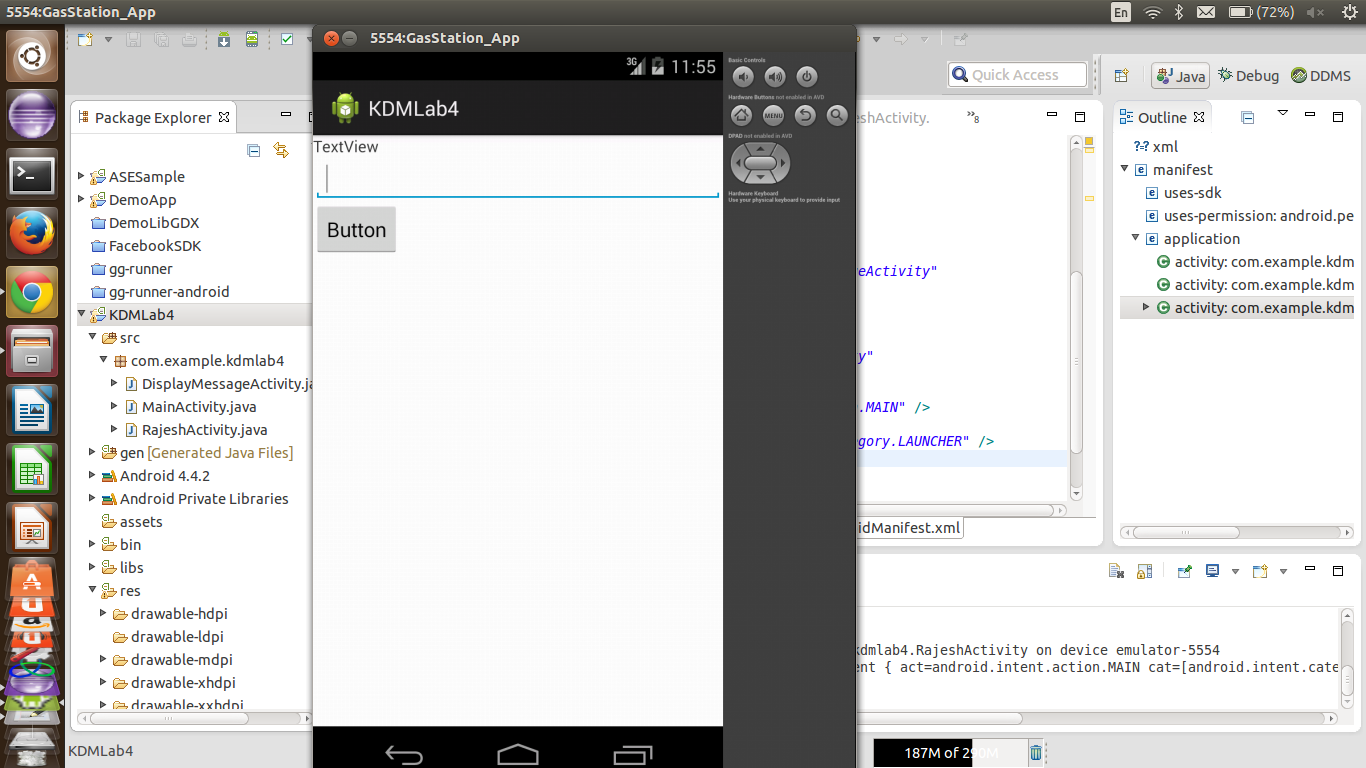 5554:GasStation_App
En
(72%)
5554:GasStation_App
Quick Access
Java
Debug
DDMS
Package Explorer
ASESample
DemoApp
DemoLibGDX
FacebookSDK
gg-runner
gg-runner-android
KDMLab4
src
com.example.kdmlab4
DisplayMessageActivity.ja
MainActivity.java
RajeshActivity.java
gen [Generated Java Files]
Android 4.4.2
Android Private Libraries
assets
bin
libs
res
drawable-hdpi
drawable-ldpi
drawable-mdpi
drawable-xhdpi
drawable-xxhdpi
KDMLab4
3G
11:55
KDMLab4
TextView
Button
Basic Controls
Hardware Buttons not enabled in AVD
MENU
DPAD not enabled in AVD
Hardware Keyboard
Use your physical keyboard to provide input
eshActivity.
»8
eActivity"
y"
.MAIN" />
gory.LAUNCHER" />
idManifest.xml
Outline
?-? xml
manifest
uses-sdk
uses-permission: android.pe
application
activity: com.example.kdm
activity: com.example.kdm
activity: com.example.kdm
kdmlab4.RajeshActivity on device emulator-5554
ent { act=android.intent.action.MAIN cat=[android.intent.cate
187M of 290M